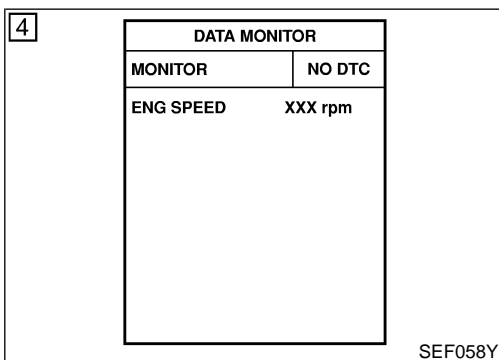 4
DATA MONITOR
MONITOR NO DTC
ENG SPEED XXX rpm
SEF058Y